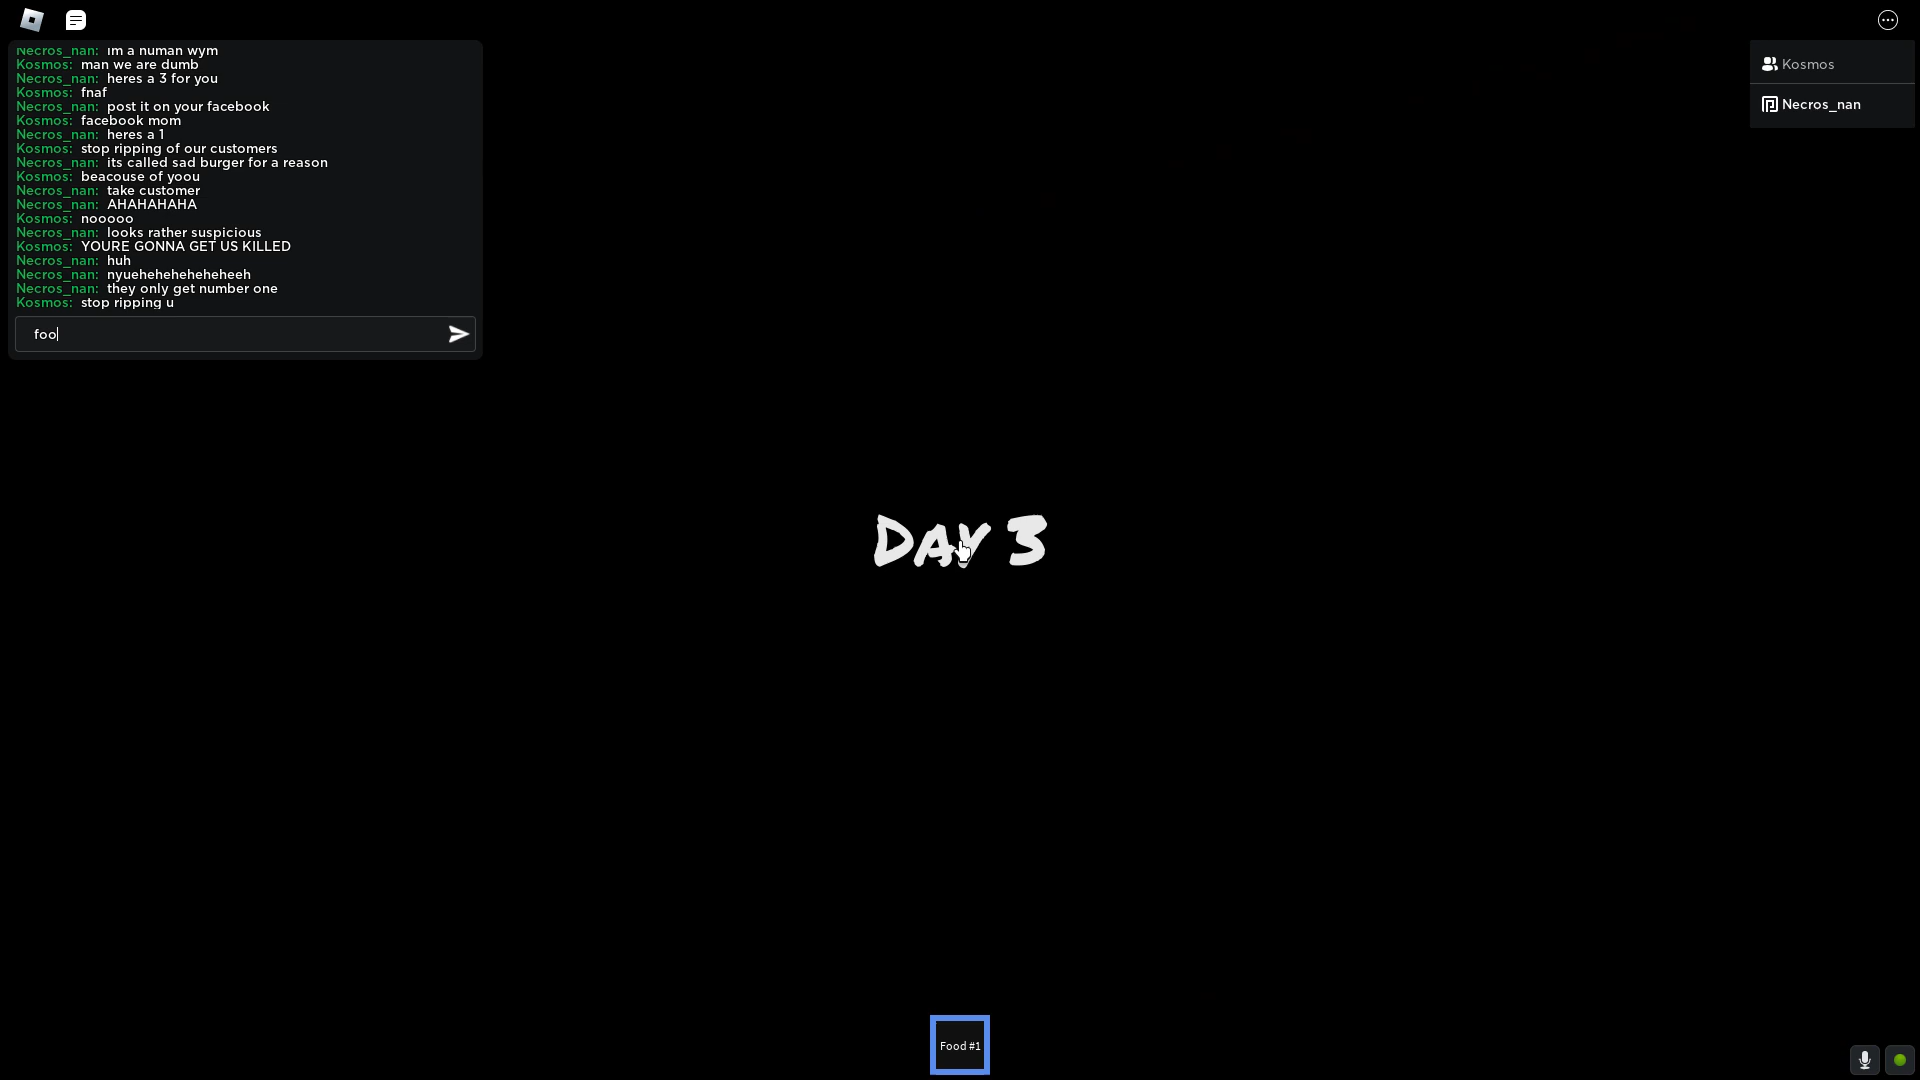 Necros_nan: im a human wym
Kosmos: man we are dumb
Necros_nan: heres a 3 for you
Kosmos: fnaf
Necros_nan: post it on your facebook
Kosmos: facebook mom
Necros_nan: heres a 1
Kosmos: stop ripping of our customers
Necros_nan: its called sad burger for a reason
Kosmos: beacouse of yoou
Necros_nan: take customer
Necros_nan: AHAHAHAHA
Kosmos: nooooo
Necros_nan: looks rather suspicious
Kosmos: YOURE GONNA GET US KILLED
Necros_nan: huh
Necros_nan: nyueheheheheheheeh
Necros_nan: they only get number one
Kosmos: stop ripping u
foo
Kosmos
Necros_nan
Day 3
Food #1